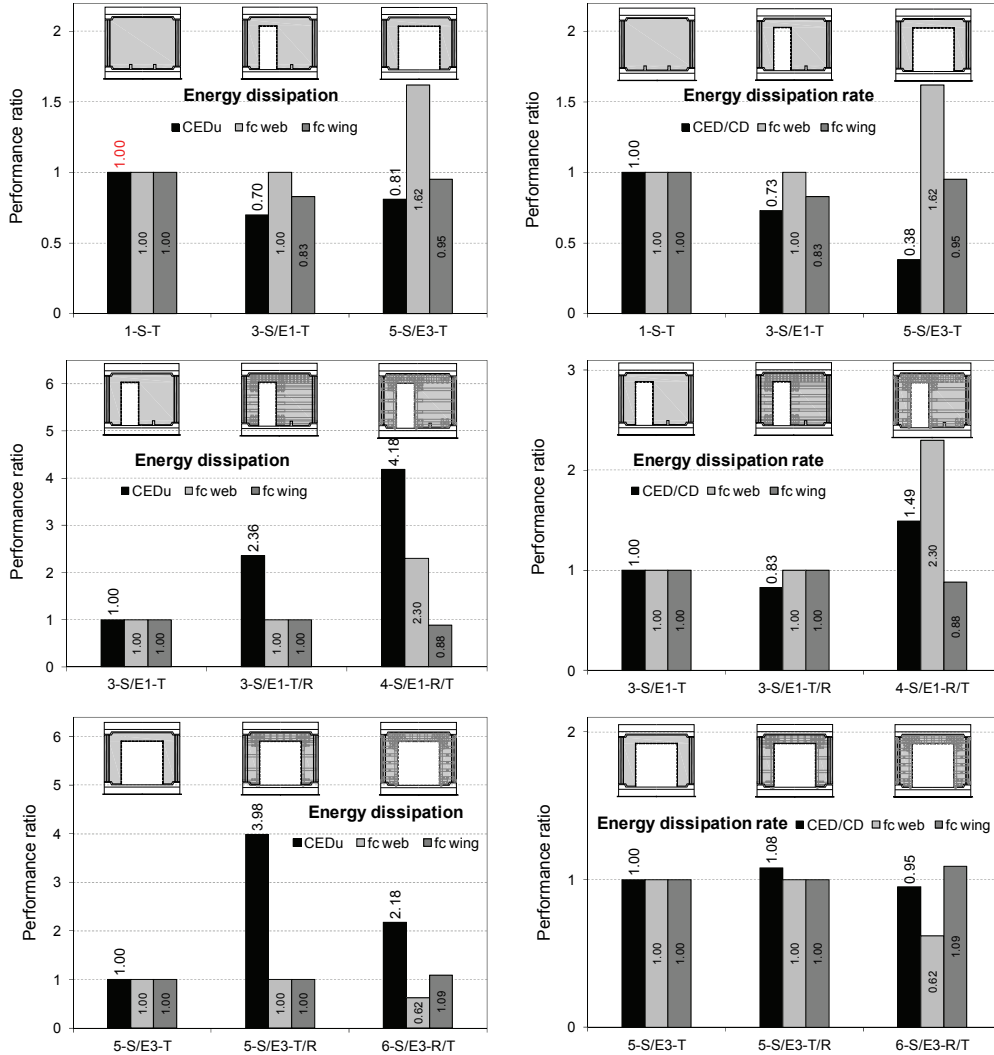 2
1.5
1
0.5
0
Performance ratio
Energy dissipation
CEDu fc web fc wing
1.00 1.00 1.00
0.70 1.00 0.83
0.81 1.62 0.95
1-S-T 3-S/E1-T 5-S/E3-T
2
1.5
1
0.5
0
Performance ratio
Energy dissipation rate
CED/CD fc web fc wing
1.00 1.00 1.00
0.73 1.00 0.83
0.38 1.62 0.95
1-S-T 3-S/E1-T 5-S/E3-T
6
5
4
3
2
1
0
Performance ratio
Energy dissipation
CEDu fc web fc wing
1.00 1.00 1.00
2.36 1.00 1.00
4.18 2.30 0.88
3-S/E1-T 3-S/E1-T/R 4-S/E1-R/T
3
2
1
0
Performance ratio
Energy dissipation rate
CED/CD fc web fc wing
1.00 1.00 1.00
0.83 1.00 1.00
1.49 2.30 0.88
3-S/E1-T 3-S/E1-T/R 4-S/E1-R/T
6
5
4
3
2
1
0
Performance ratio
Energy dissipation
CEDu fc web fc wing
1.00 1.00 1.00
3.98 1.00 1.00
2.18 0.62 1.09
5-S/E3-T 5-S/E3-T/R 6-S/E3-R/T
2
1
0
Performance ratio
Energy dissipation rate CED/CD fc web fc wing
1.00 1.00 1.00
1.08 1.00 1.00
0.95 0.62 1.09
5-S/E3-T 5-S/E3-T/R 6-S/E3-R/T